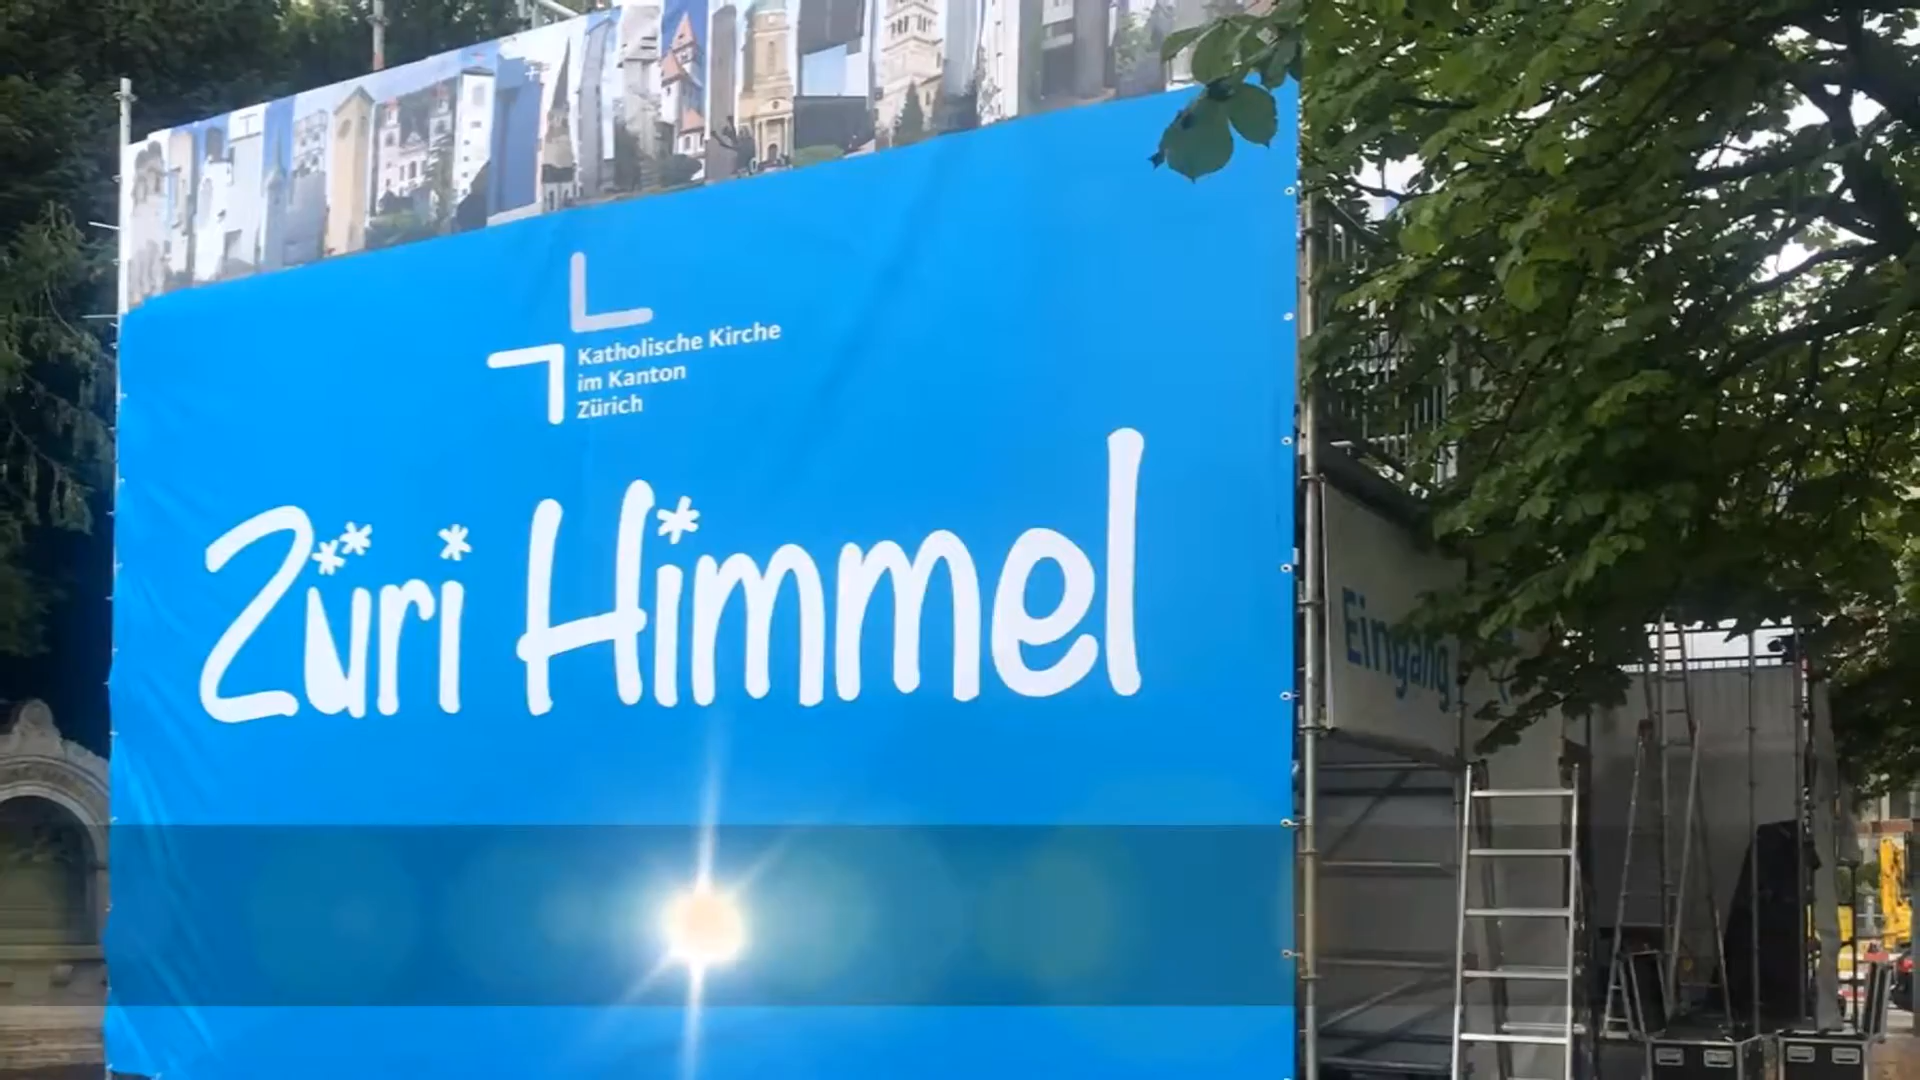 Katholische Kirche
im Kanton
Zürich
Züri Himmel
Eingang